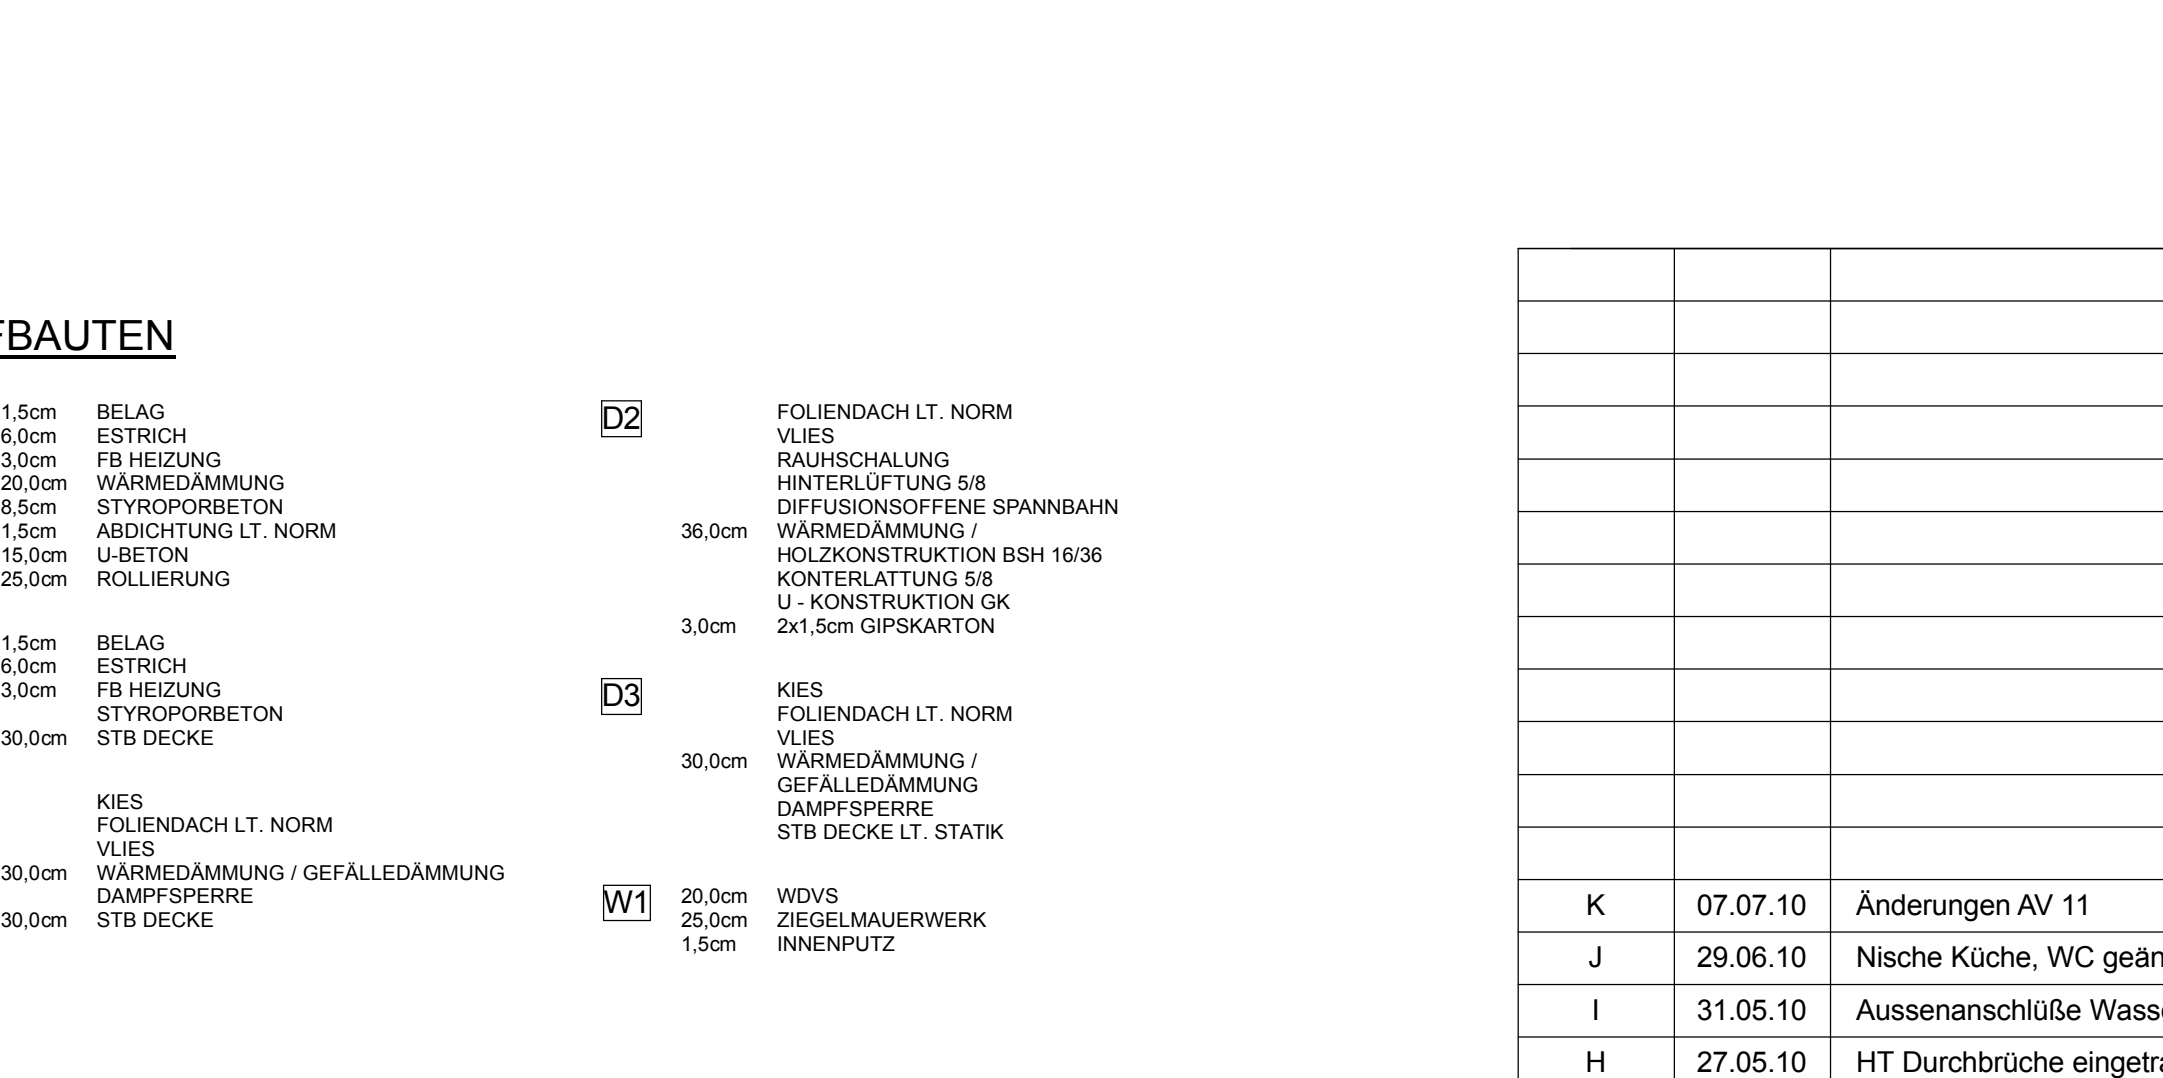 FBAUTEN
1,5cm BELAG
6,0cm ESTRICH
3,0cm FB HEIZUNG
20,0cm WÄRMEDÄMMUNG
8,5cm STYROPORBETON
1,5cm ABDICHTUNG LT. NORM
15,0cm U-BETON
25,0cm ROLLIERUNG
1,5cm BELAG
6,0cm ESTRICH
3,0cm FB HEIZUNG
STYROPORBETON
30,0cm STB DECKE
KIES
FOLIENDACH LT. NORM
VLIES
30,0cm WÄRMEDÄMMUNG / GEFÄLLEDÄMMUNG
DAMPFSPERRE
30,0cm STB DECKE
D2 FOLIENDACH LT. NORM
VLIES
RAUHSCHALUNG
HINTERLÜFTUNG 5/8
DIFFUSIONSOFFENE SPANNBAHN
36,0cm WÄRMEDÄMMUNG /
HOLZKONSTRUKTION BSH 16/36
KONTERLATTUNG 5/8
U - KONSTRUKTION GK
3,0cm 2x1,5cm GIPSKARTON
D3 KIES
FOLIENDACH LT. NORM
VLIES
30,0cm WÄRMEDÄMMUNG /
GEFÄLLEDÄMMUNG
DAMPFSPERRE
STB DECKE LT. STATIK
W1 20,0cm WDVS
25,0cm ZIEGELMAUERWERK
1,5cm INNENPUTZ
K 07.07.10 Änderungen AV 11
J 29.06.10 Nische Küche, WC geän
I 31.05.10 Aussenanschlüße Wass
H 27.05.10 HT Durchbrüche eingetra